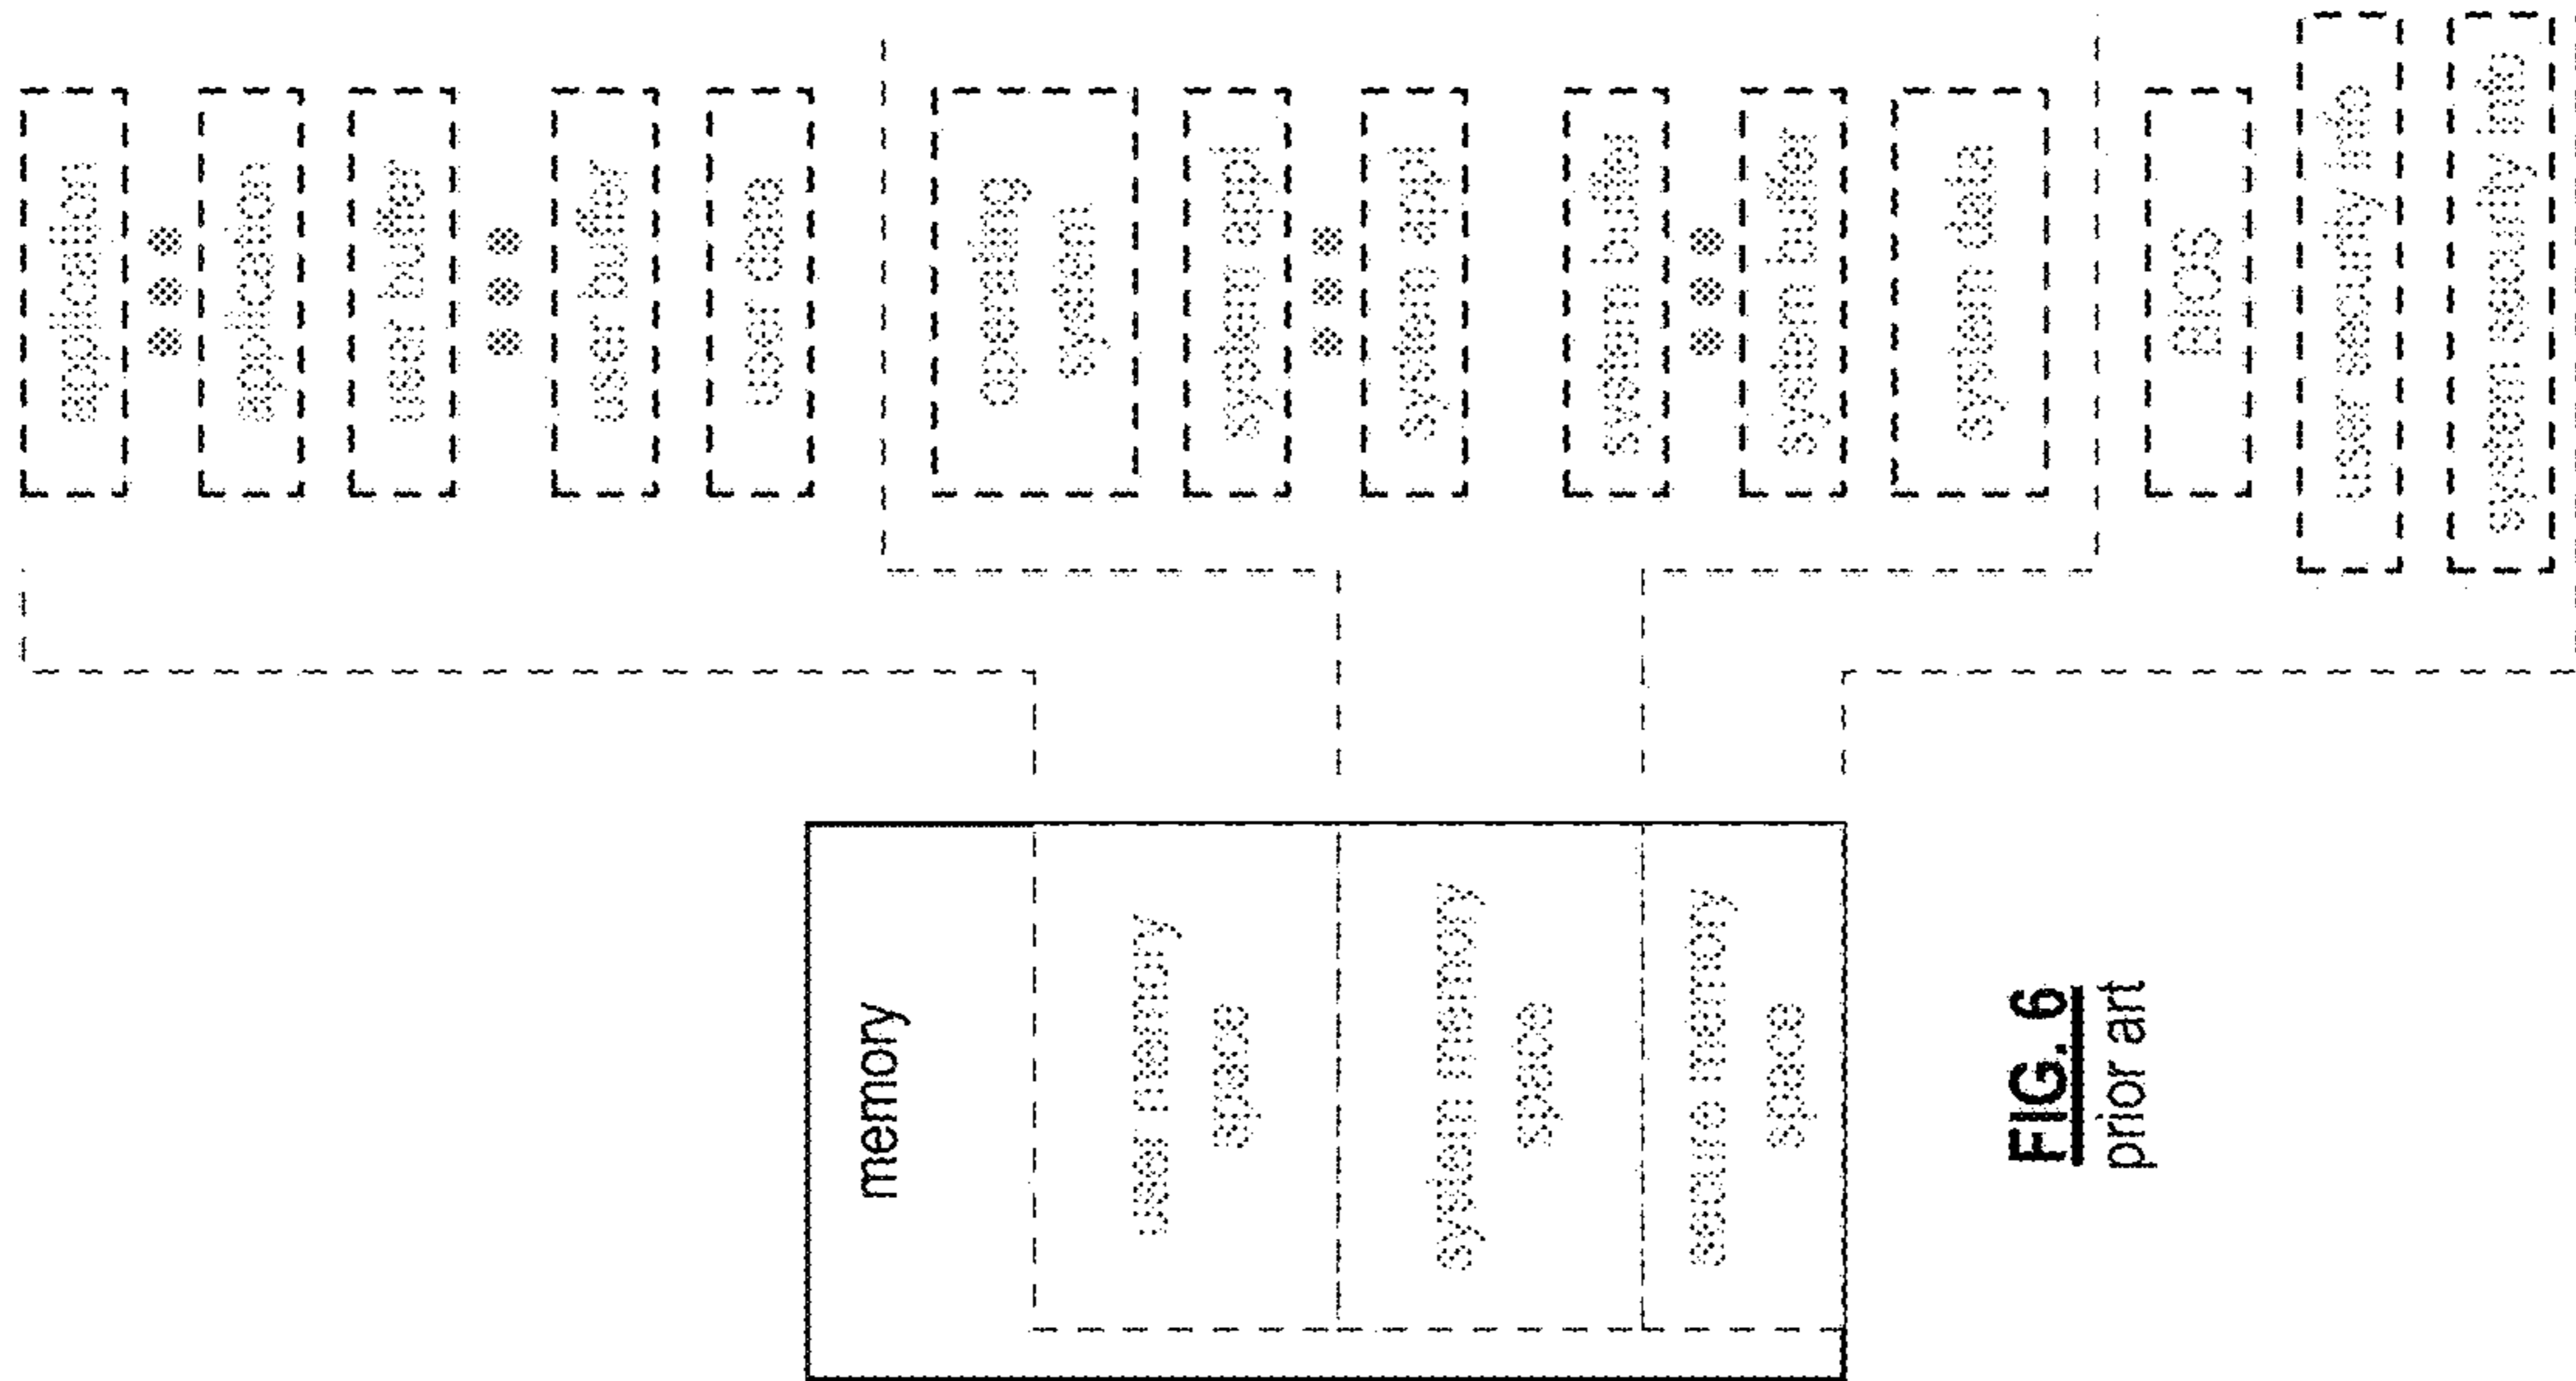 application
application
user buffer
user buffer
user data
operating
system
system appl
system appl
system buffer
system buffer
system data
BIOS
user security info
system security info
memory
user memory
space
system memory
space
secure memory
space
FIG. 6
prior art